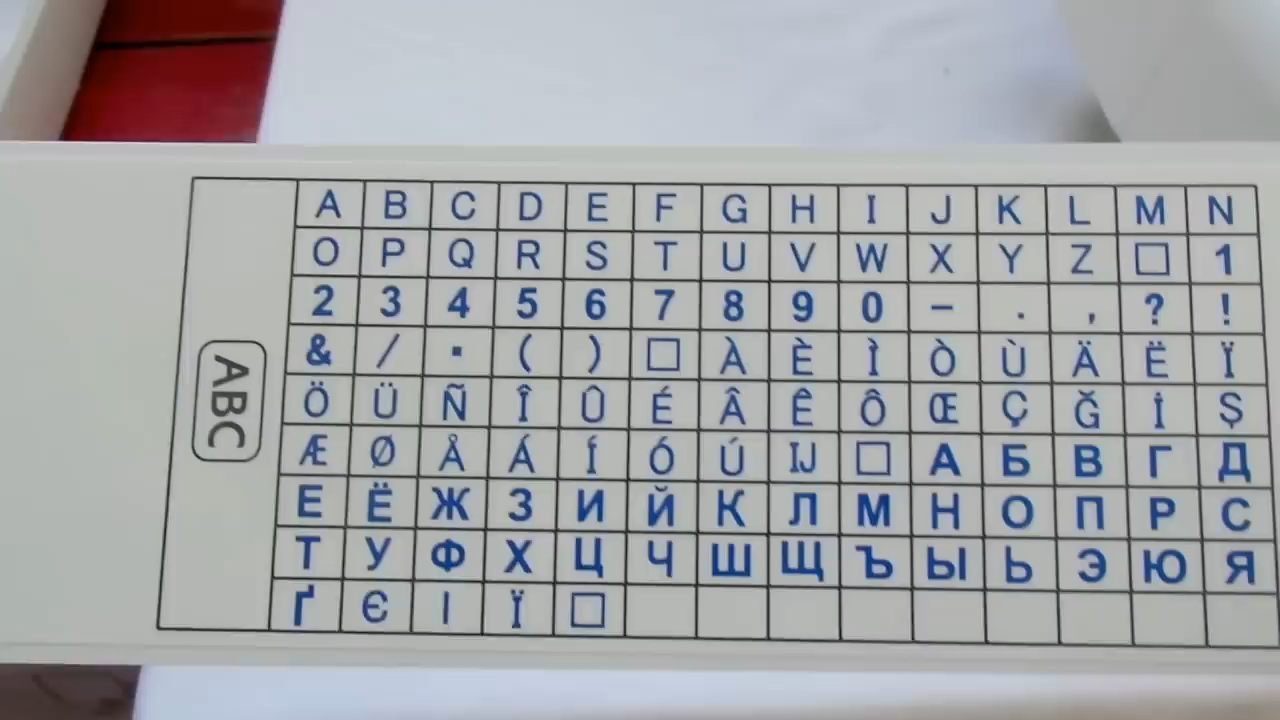 ABC
A B C D E F G H I J K L M N
O P Q R S T U V W X Y Z □ 1
2 3 4 5 6 7 8 9 0 – . , ? !
& / · ( ) □ À È Ì Ò Ù Ä Ë Ï
Ö Ü Ñ Î Û É Â Ê Ô Œ Ç Ğ İ Ş
Æ Ø Å Á Í Ó Ú IJ □ А Б В Г Д
Е Ё Ж З И Й К Л М Н О П Р С
Т У Ф Х Ц Ч Ш Щ Ъ Ы Ь Э Ю Я
Ґ Є І Ї □